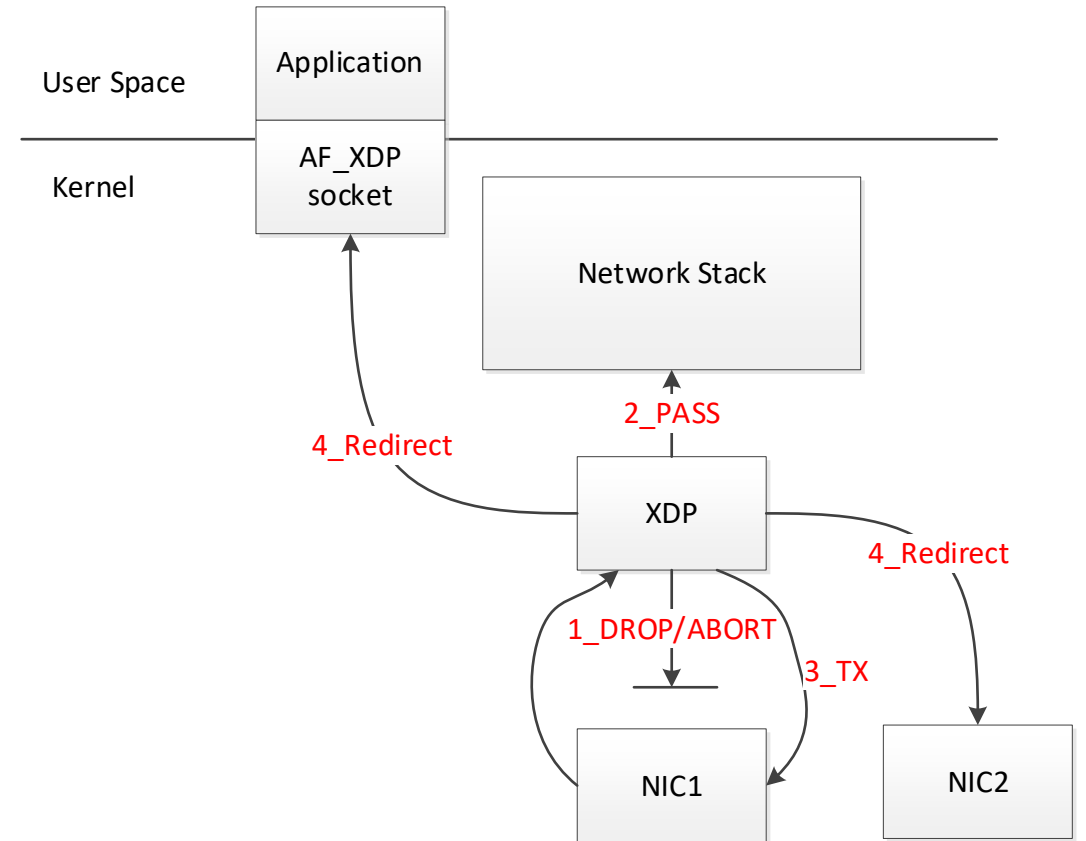 Application
User Space
AF_XDP
socket
Kernel
Network Stack
2_PASS
4_Redirect
XDP
4_Redirect
1_DROP/ABORT
3_TX
NIC1
NIC2